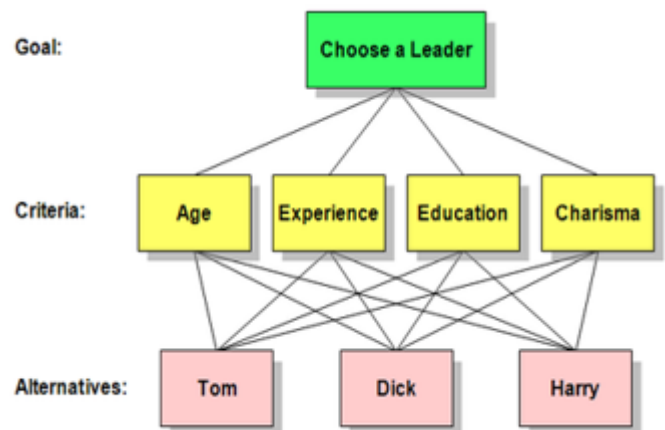 Goal:
Choose a Leader
Criteria:
Age
Experience
Education
Charisma
Alternatives:
Tom
Dick
Harry